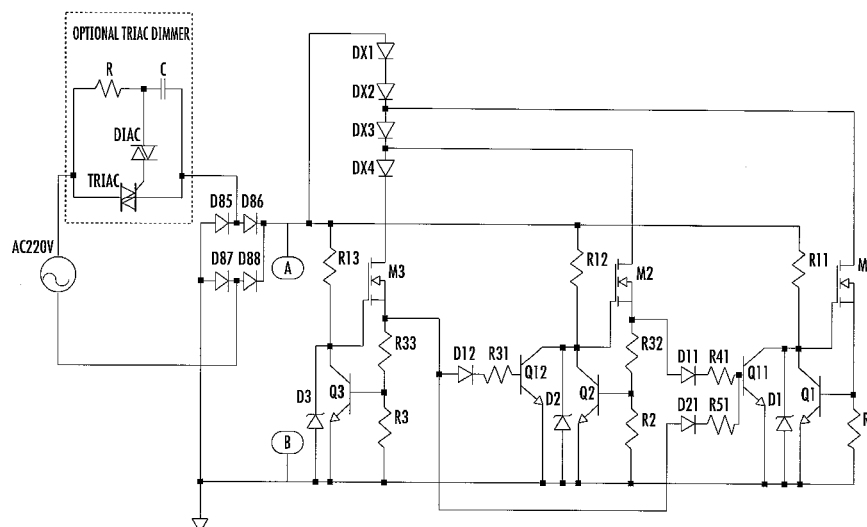 OPTIONAL TRIAC DIMMER
R
C
DIAC
TRIAC
AC220V
D85
D86
D87
D88
A
B
DX1
DX2
DX3
DX4
R13
M3
R33
D3
Q3
R3
D12
R31
Q12
R12
M2
R32
D2
Q2
R2
D11
R41
D21
R51
Q11
R11
M
D1
Q1
R